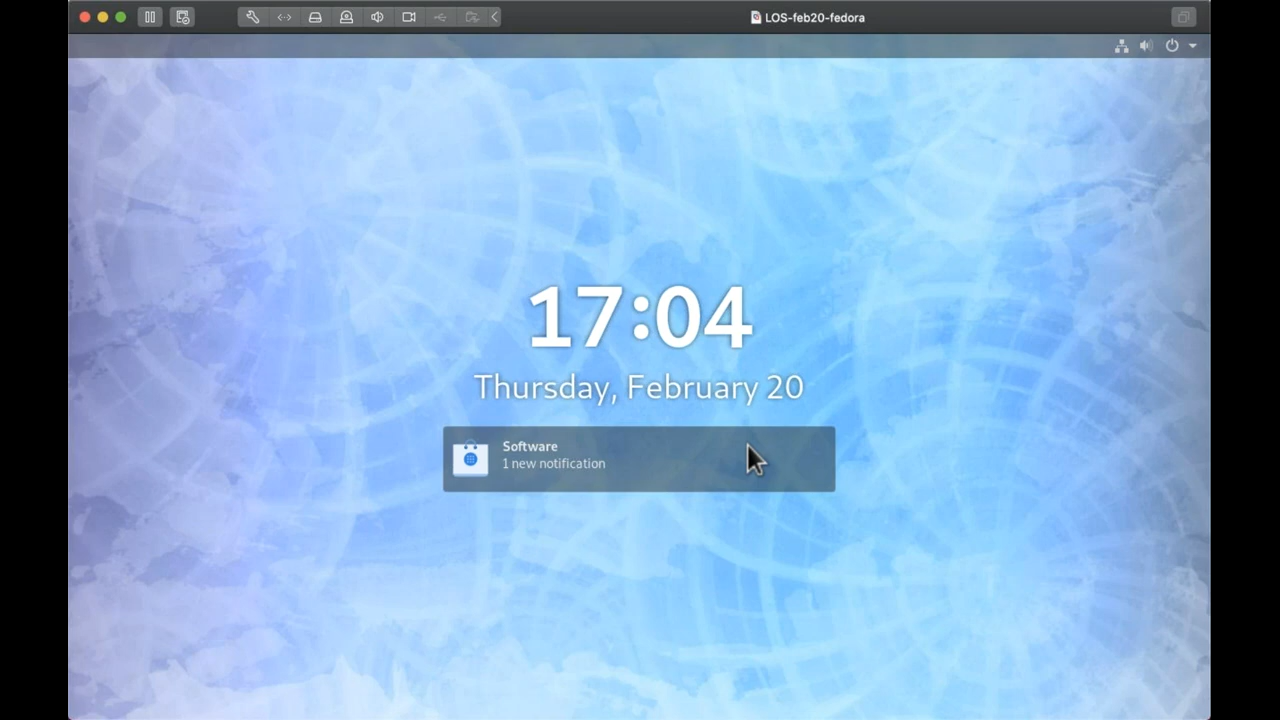 LOS-feb20-fedora
17:04
Thursday, February 20
Software
1 new notification